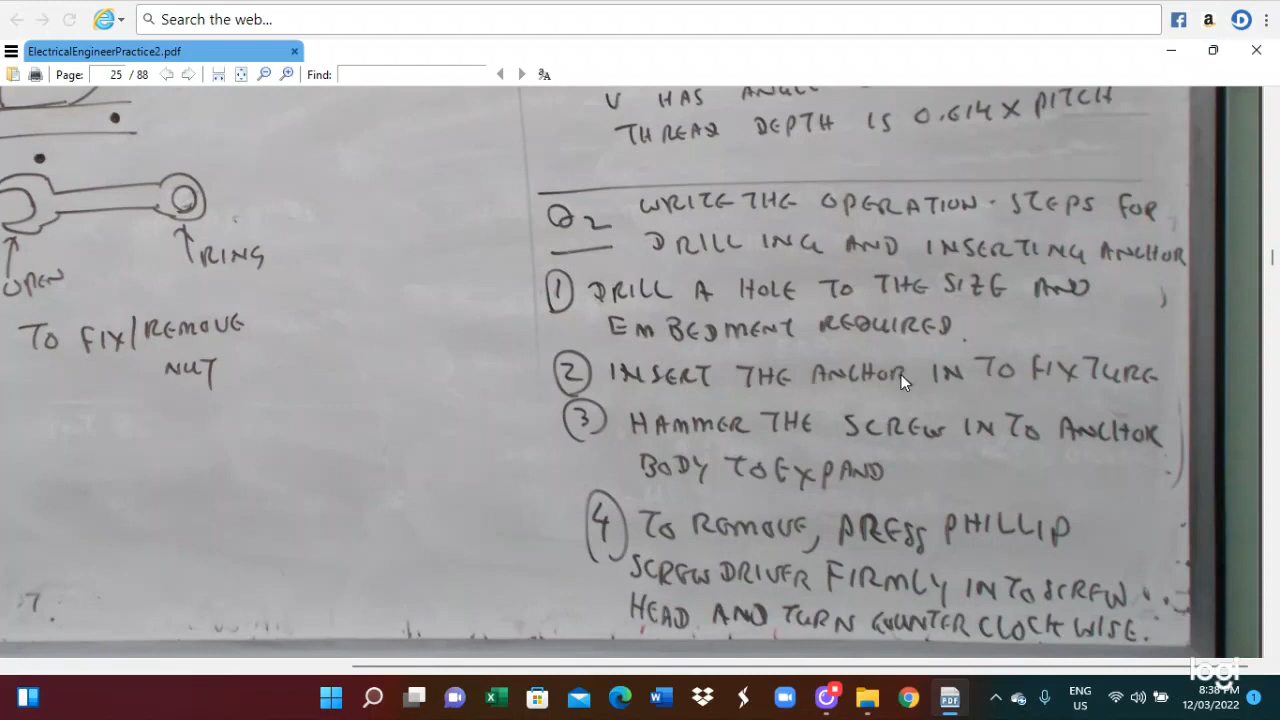 Search the web...
ElectricalEngineerPractice2.pdf
Page: 25 / 88 Find:
V HAS
THREAD DEPTH IS 0.614 X PITCH
Q2 WRITE THE OPERATION STEPS FOR
DRILLING AND INSERTING ANCHOR
1 DRILL A HOLE TO THE SIZE AND
EMBEDMENT REQUIRED.
2 INSERT THE ANCHOR IN TO FIXTURE
3 HAMMER THE SCREW IN TO ANCHOR
BODY TO EXPAND
4 TO REMOVE, PRESS PHILLIP
SCREW DRIVER FIRMLY IN TO SCREW
HEAD AND TURN COUNTER CLOCKWISE.
OPEN
RING
TO FIX/REMOVE
NUT
7
logi
ENG
US
8:38 PM
12/03/2022